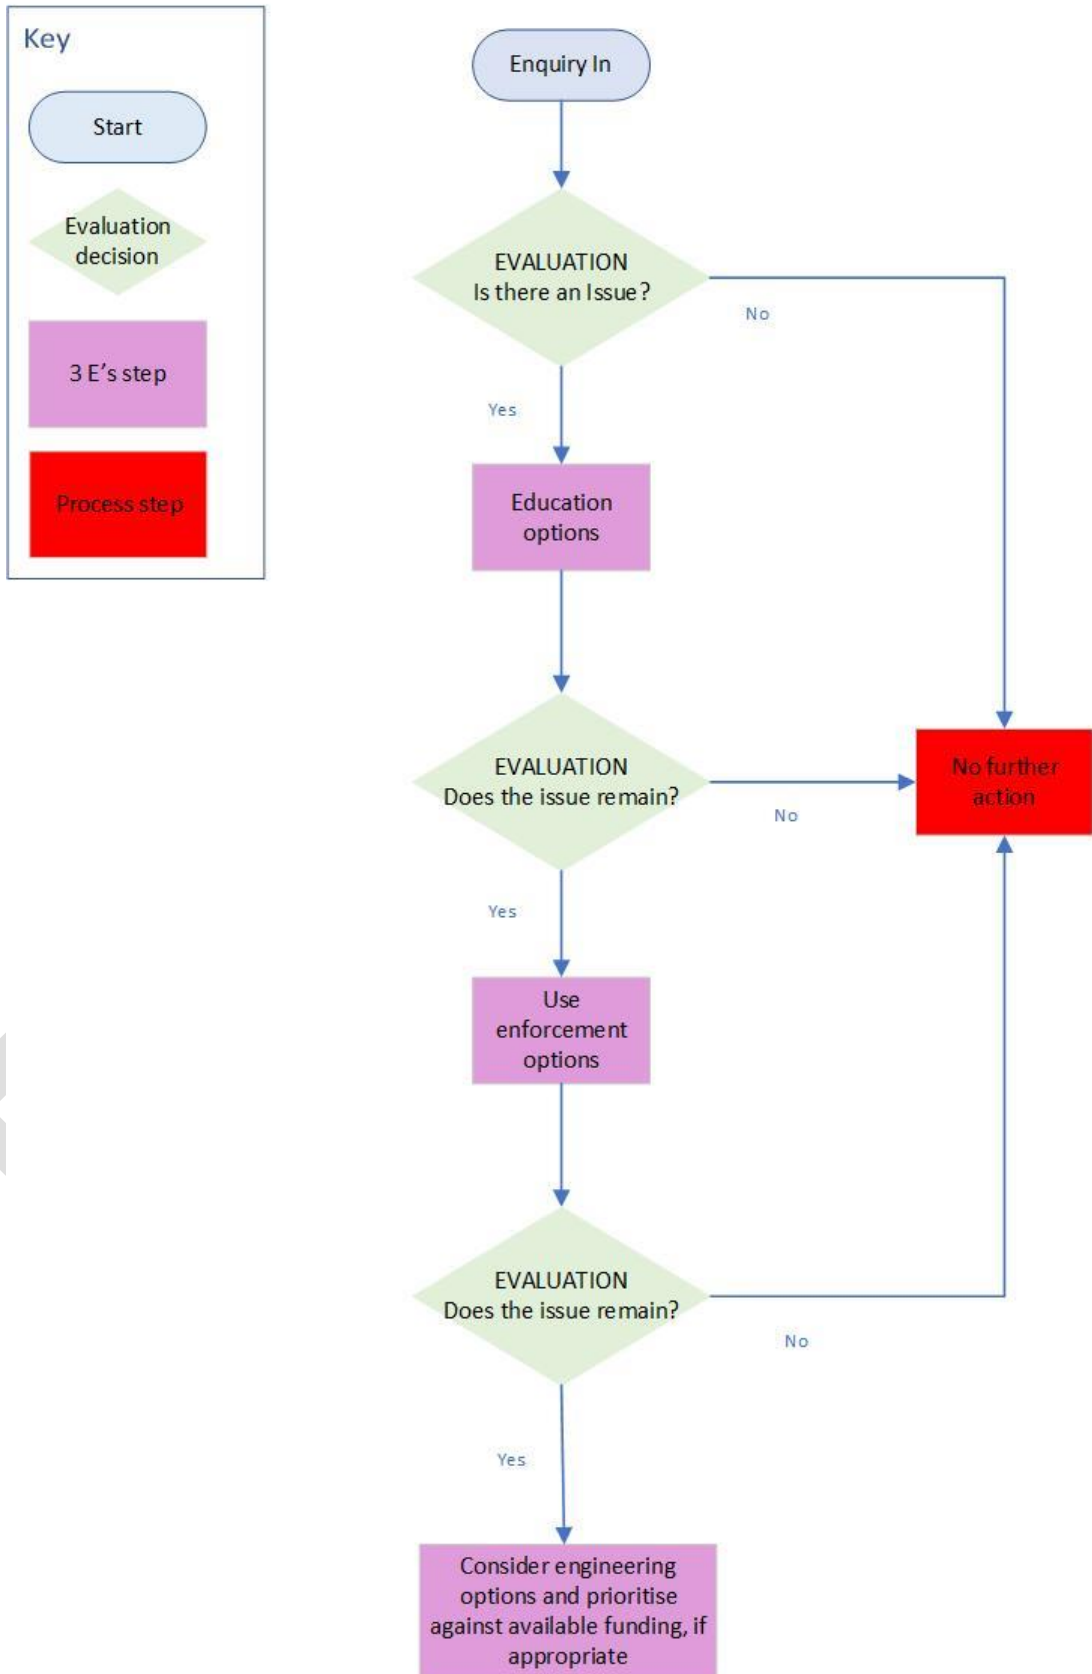 Key
Start
Evaluation
decision
3 E’s step
Process step
Enquiry In
EVALUATION
Is there an Issue?
No
Yes
Education
options
EVALUATION
Does the issue remain?
No
No further
action
Yes
Use
enforcement
options
EVALUATION
Does the issue remain?
No
Yes
Consider engineering
options and prioritise
against available funding, if
appropriate